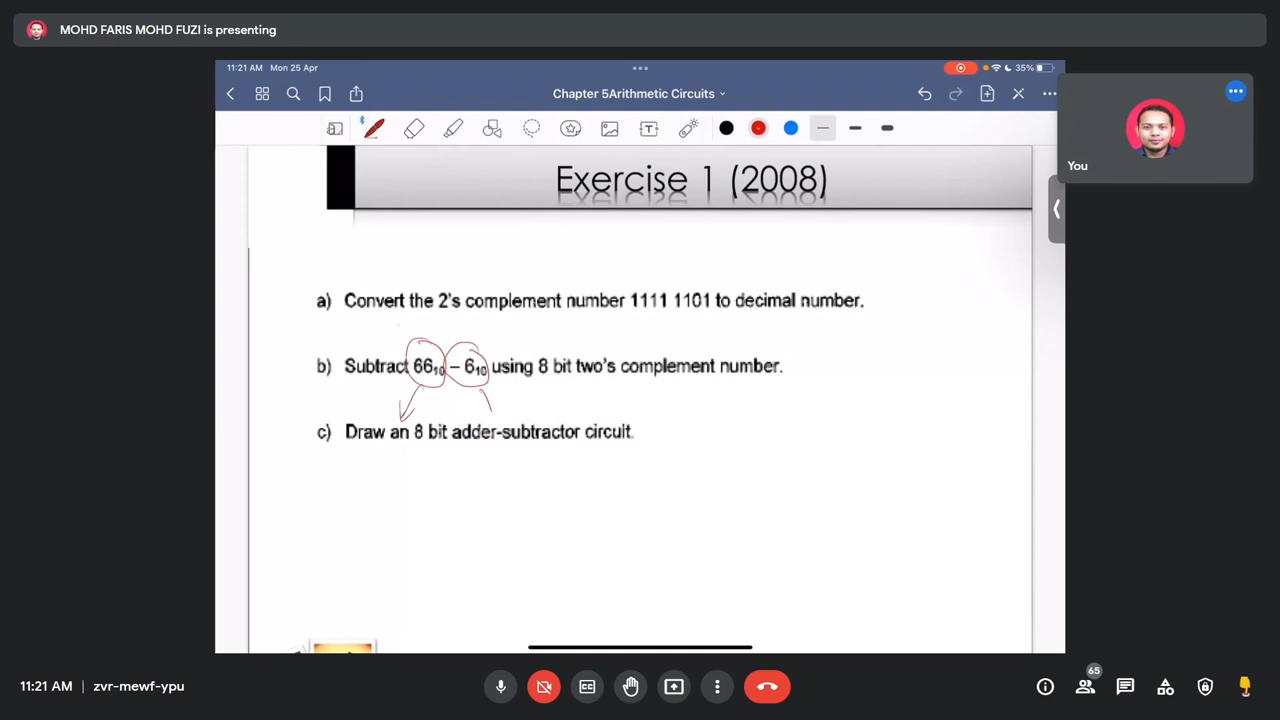 MOHD FARIS MOHD FUZI is presenting
11:21 AM Mon 25 Apr
35%
Chapter 5Arithmetic Circuits
Exercise 1 (2008)
You
a) Convert the 2's complement number 1111 1101 to decimal number.
b) Subtract 66₁₀ – 6₁₀ using 8 bit two's complement number.
c) Draw an 8 bit adder-subtractor circuit.
11:21 AM | zvr-mewf-ypu
65